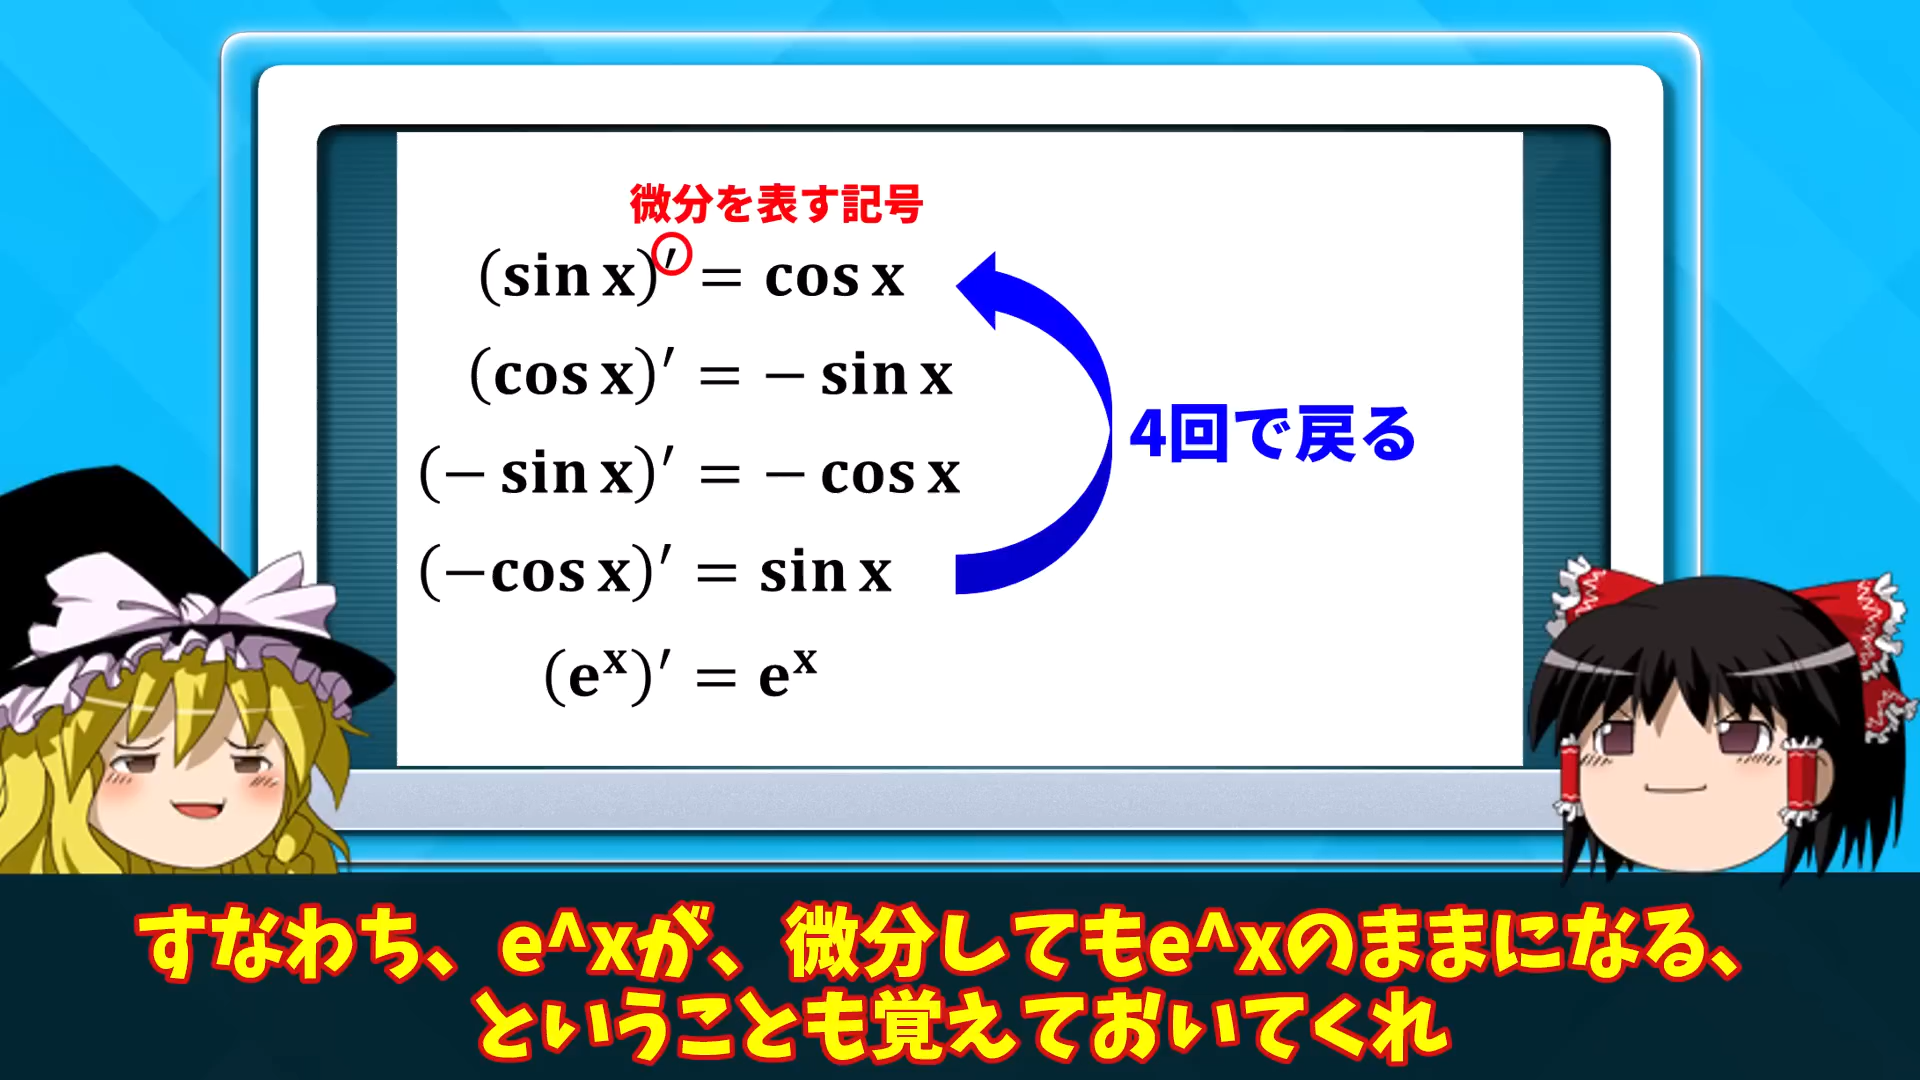 微分を表す記号
(sin x)′ = cos x
(cos x)′ = − sin x
(− sin x)′ = − cos x
4回で戻る
(−cos x)′ = sin x
(eˣ)′ = eˣ
すなわち、e^xが、微分してもe^xのままになる、
ということも覚えておいてくれ